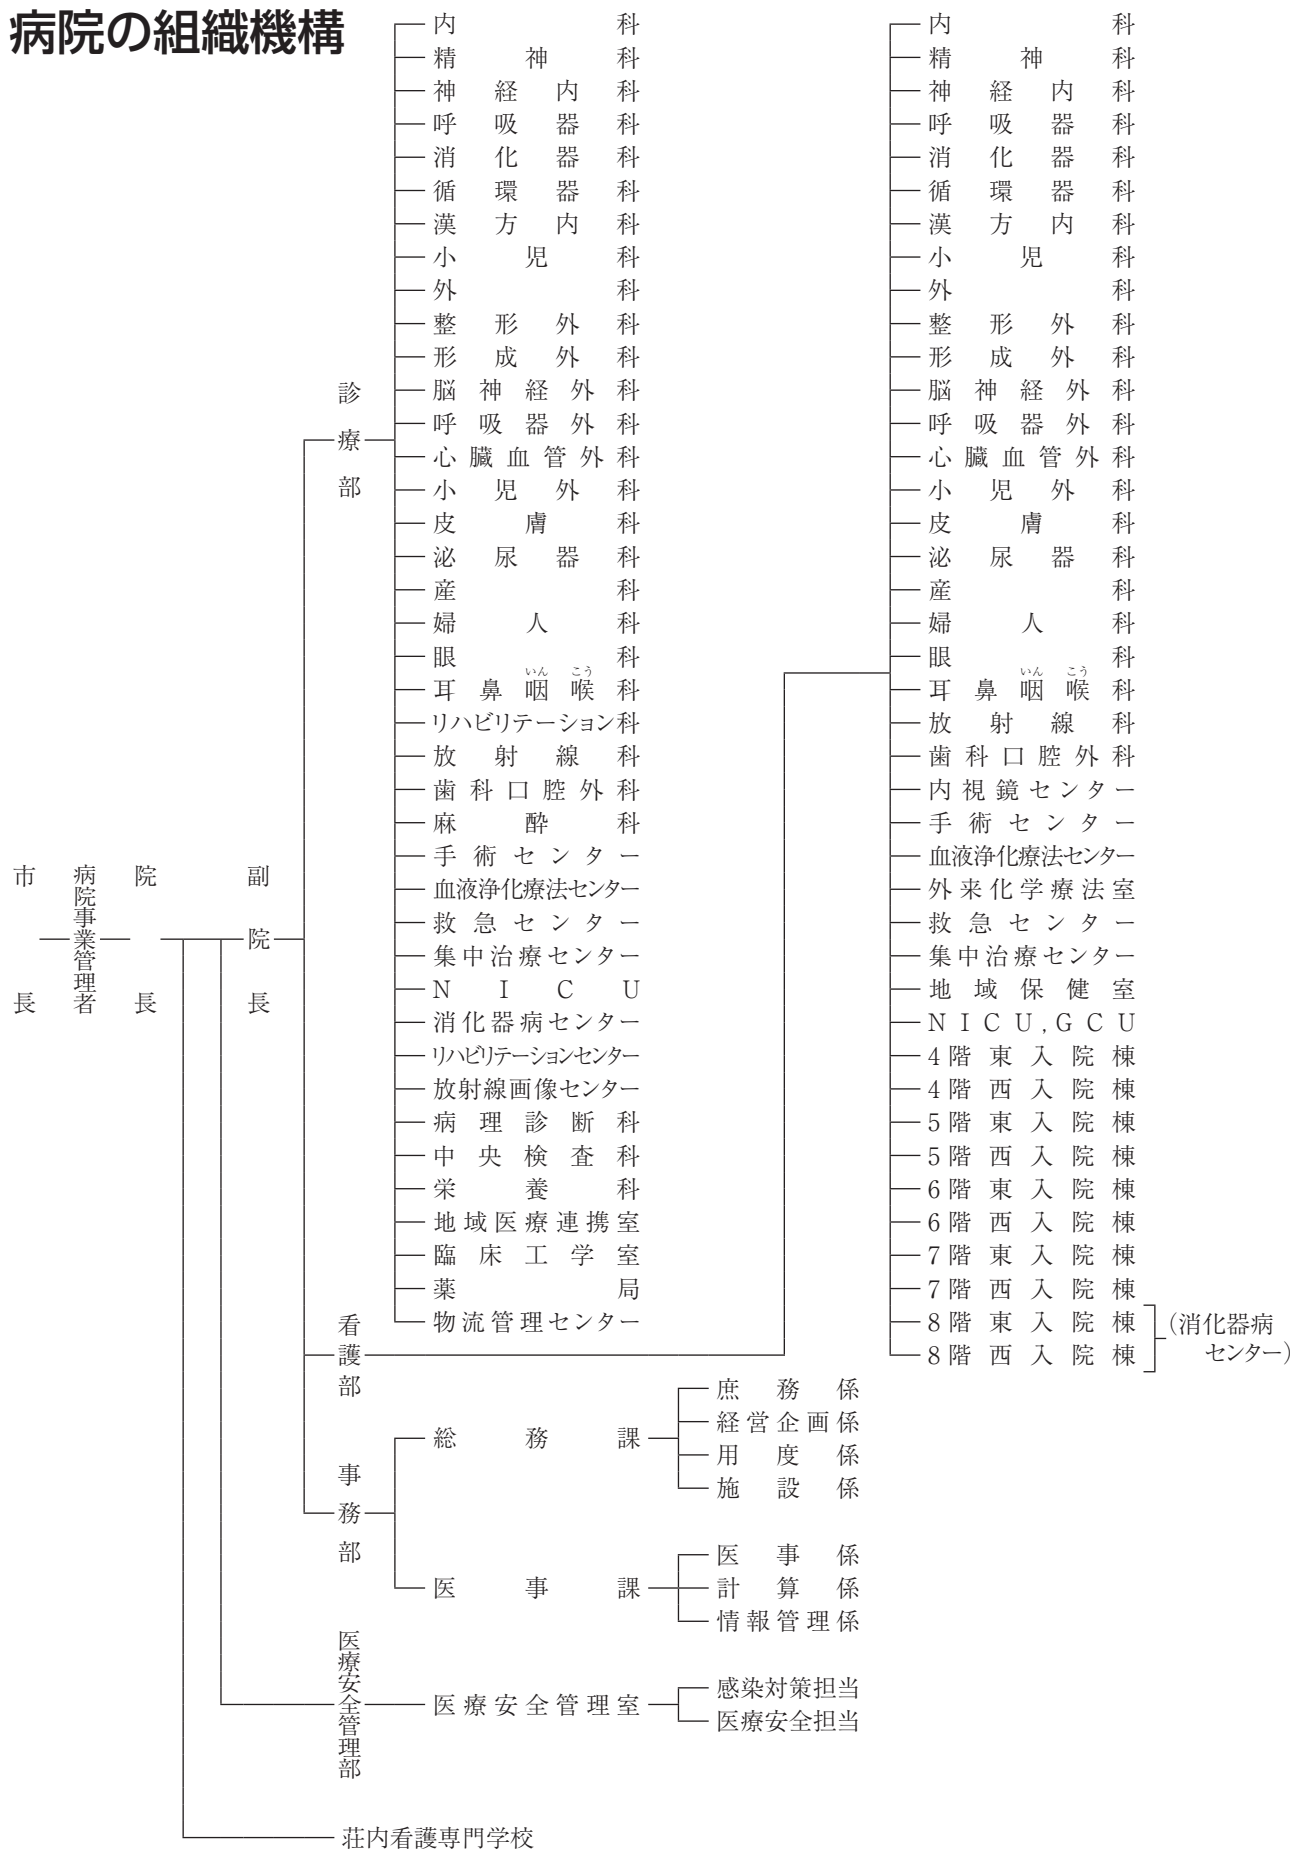 病院の組織機構
市長
病院事業管理者
院長
副院長
診療部
内科
精神科
神経内科
呼吸器科
消化器科
循環器科
漢方内科
小児科
外科
整形外科
形成外科
脳神経外科
呼吸器外科
心臓血管外科
小児外科
皮膚科
泌尿器科
産科
婦人科
眼科
いん こう
耳鼻咽喉科
リハビリテーション科
放射線科
歯科口腔外科
麻酔科
手術センター
血液浄化療法センター
救急センター
集中治療センター
NICU
消化器病センター
リハビリテーションセンター
放射線画像センター
病理診断科
中央検査科
栄養科
地域医療連携室
臨床工学室
薬局
物流管理センター
看護部
内科
精神科
神経内科
呼吸器科
消化器科
循環器科
漢方内科
小児科
外科
整形外科
形成外科
脳神経外科
呼吸器外科
心臓血管外科
小児外科
皮膚科
泌尿器科
産科
婦人科
眼科
いん こう
耳鼻咽喉科
放射線科
歯科口腔外科
内視鏡センター
手術センター
血液浄化療法センター
外来化学療法室
救急センター
集中治療センター
地域保健室
NICU,GCU
4階東入院棟
4階西入院棟
5階東入院棟
5階西入院棟
6階東入院棟
6階西入院棟
7階東入院棟
7階西入院棟
8階東入院棟
8階西入院棟
(消化器病
センター)
事務部
総務課
庶務係
経営企画係
用度係
施設係
医事課
医事係
計算係
情報管理係
医療安全管理部
医療安全管理室
感染対策担当
医療安全担当
荘内看護専門学校